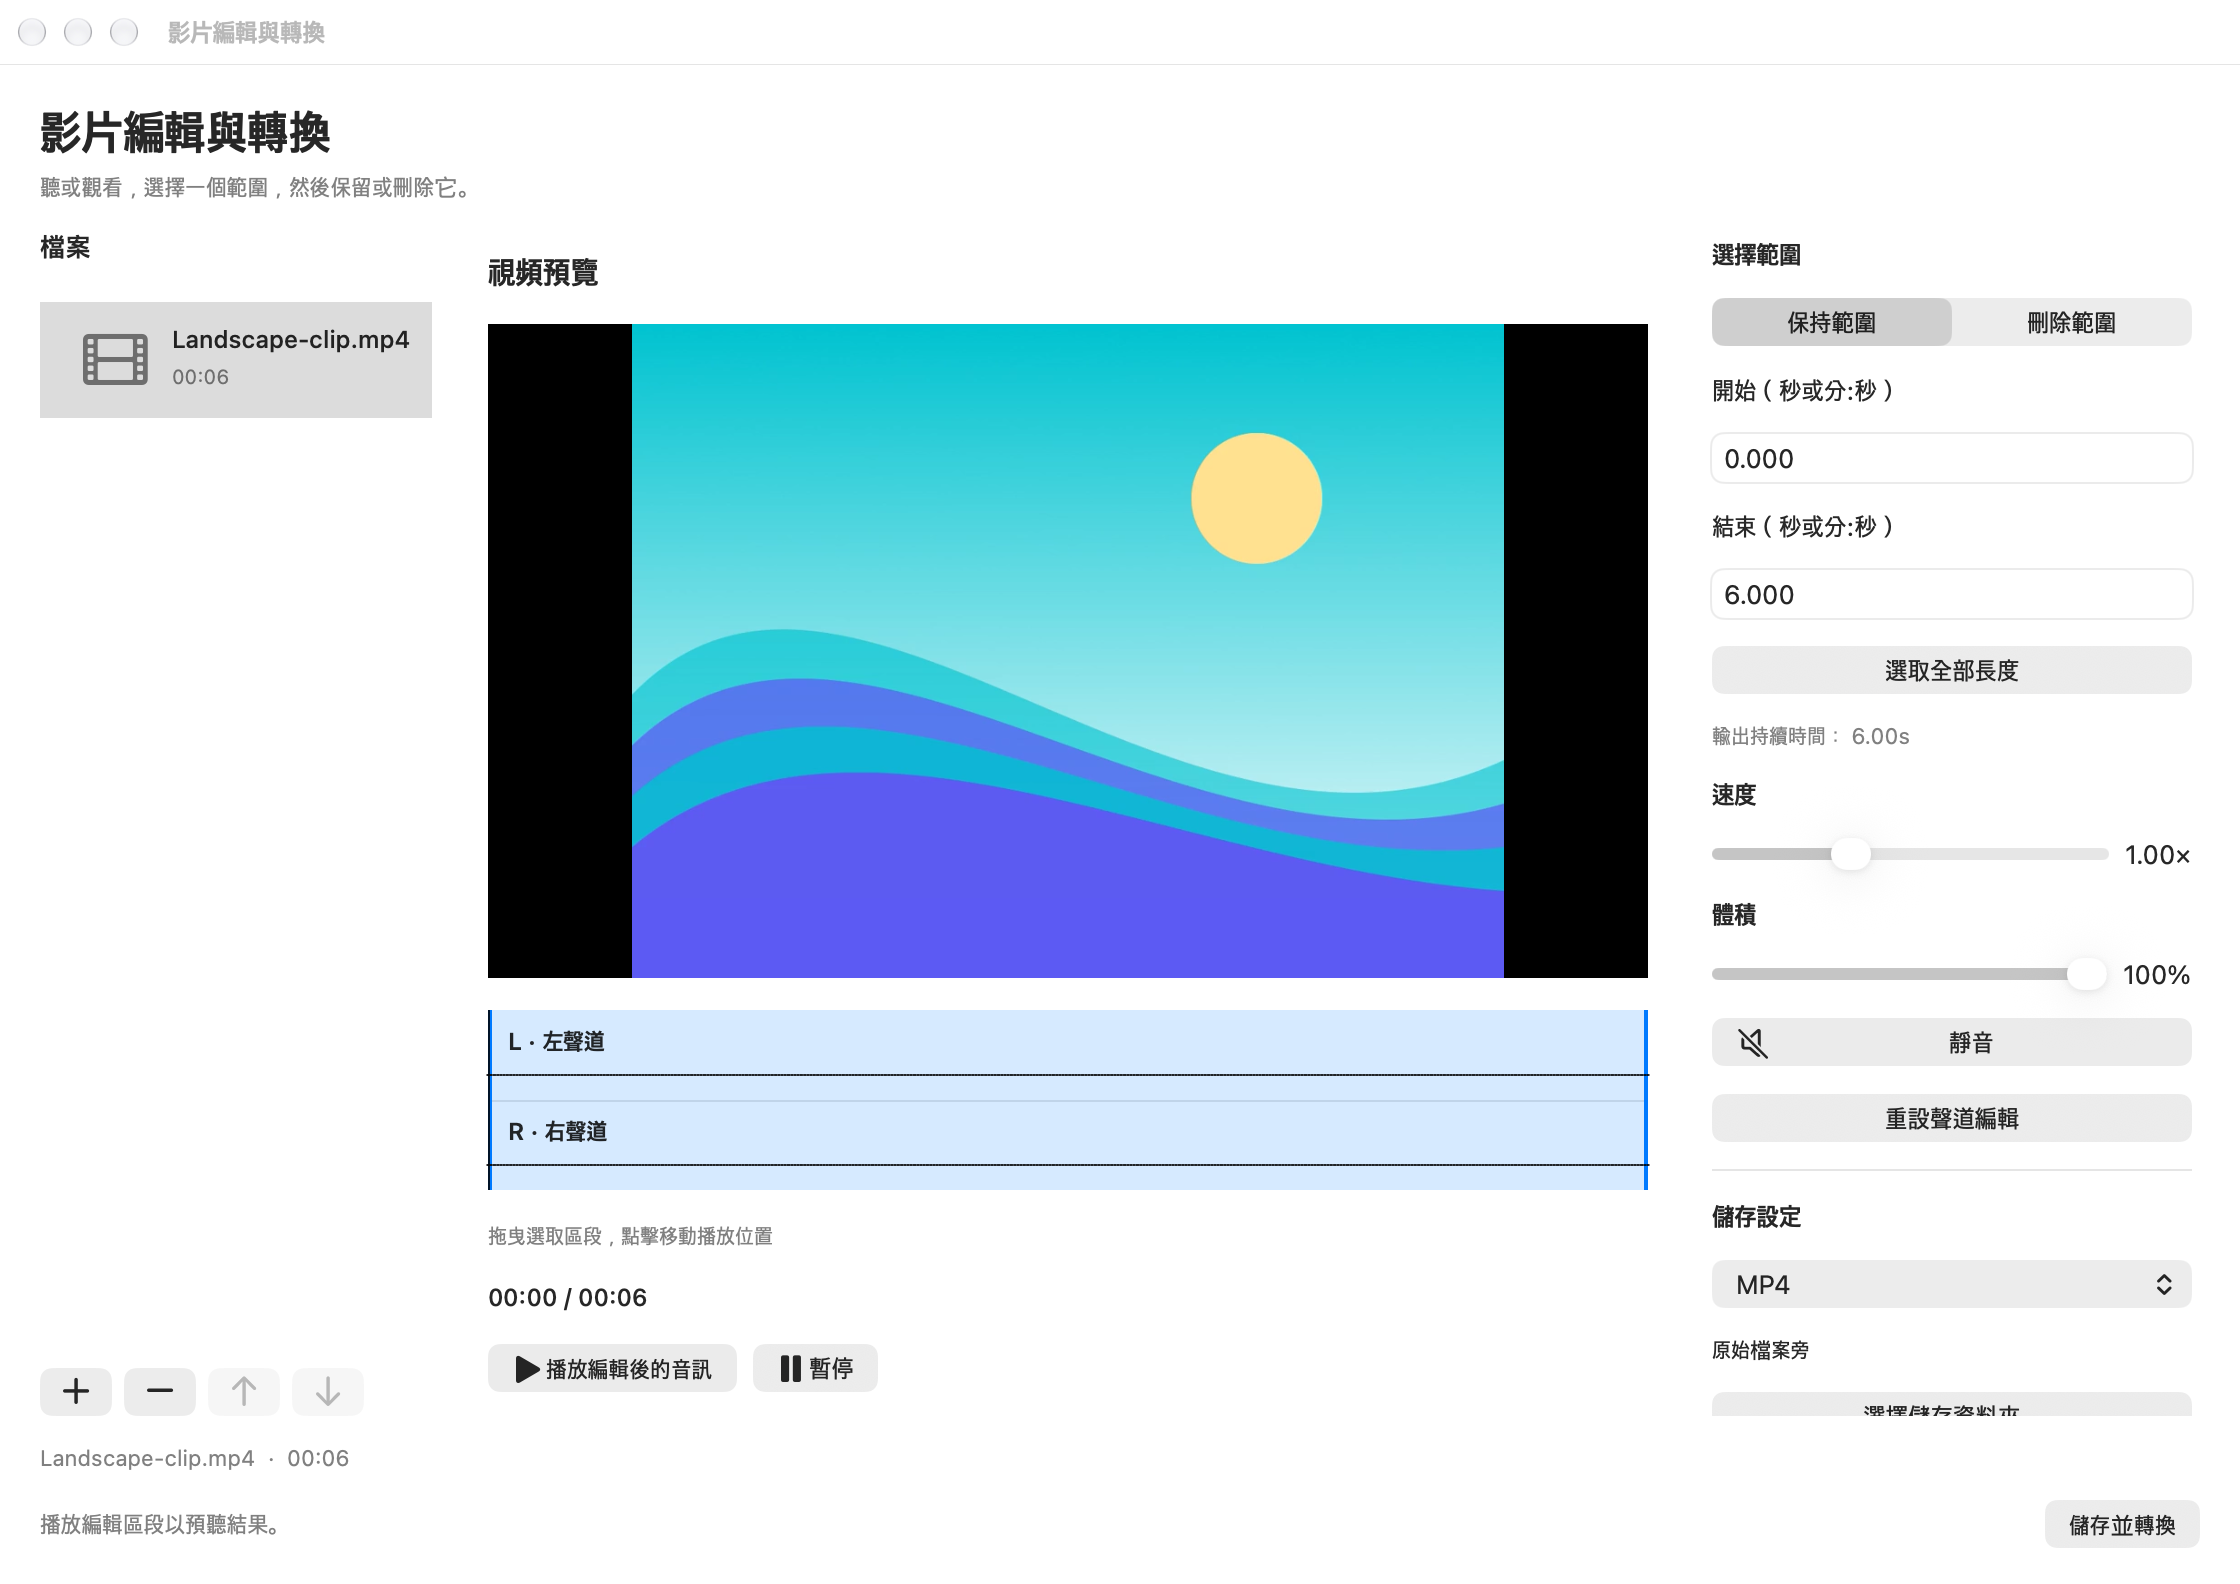 影片編輯與轉換
影片編輯與轉換
聽或觀看，選擇一個範圍，然後保留或刪除它。
檔案
Landscape-clip.mp4
00:06
視頻預覽
L · 左聲道
R · 右聲道
拖曳選取區段，點擊移動播放位置
00:00 / 00:06
播放編輯後的音訊
暫停
選擇範圍
保持範圍
刪除範圍
開始（秒或分:秒）
0.000
結束（秒或分:秒）
6.000
選取全部長度
輸出持續時間： 6.00s
速度
1.00×
體積
100%
靜音
重設聲道編輯
儲存設定
MP4
原始檔案旁
選擇儲存資料夾
Landscape-clip.mp4 · 00:06
播放編輯區段以預聽結果。
儲存並轉換